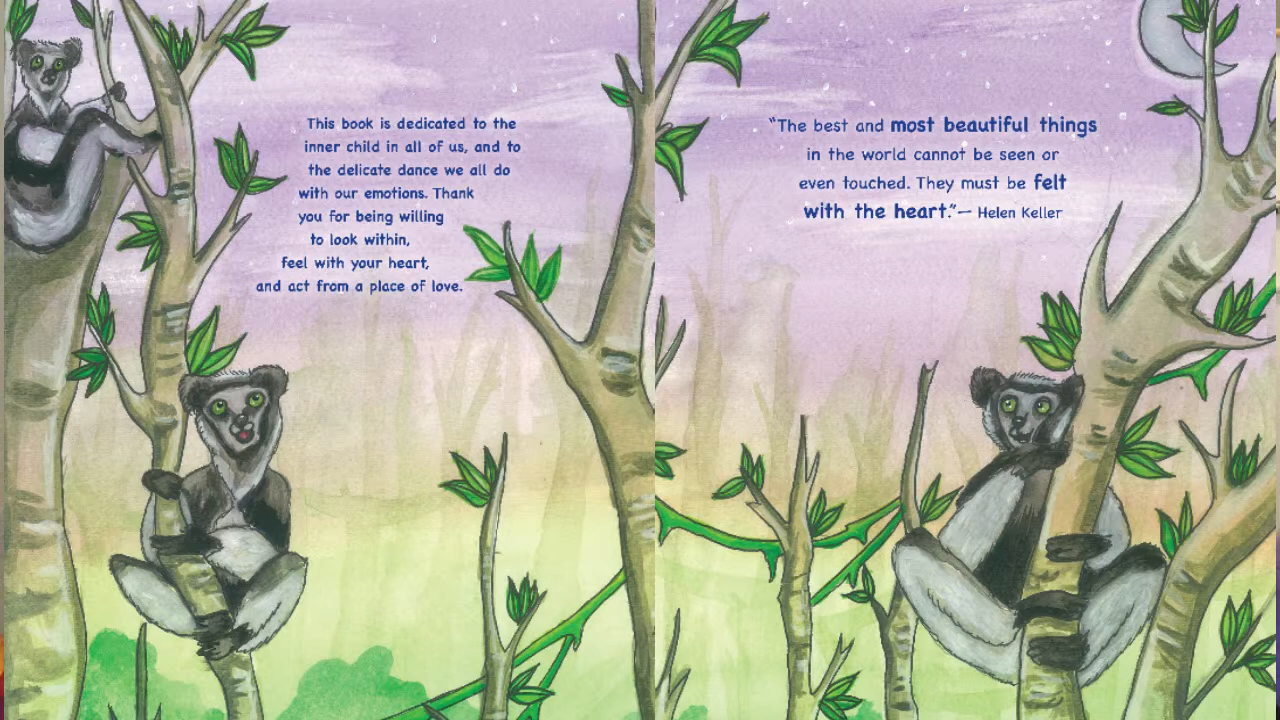 This book is dedicated to the
inner child in all of us, and to
the delicate dance we all do
with our emotions. Thank
you for being willing
to look within,
feel with your heart,
and act from a place of love.
“The best and most beautiful things
in the world cannot be seen or
even touched. They must be felt
with the heart.”— Helen Keller